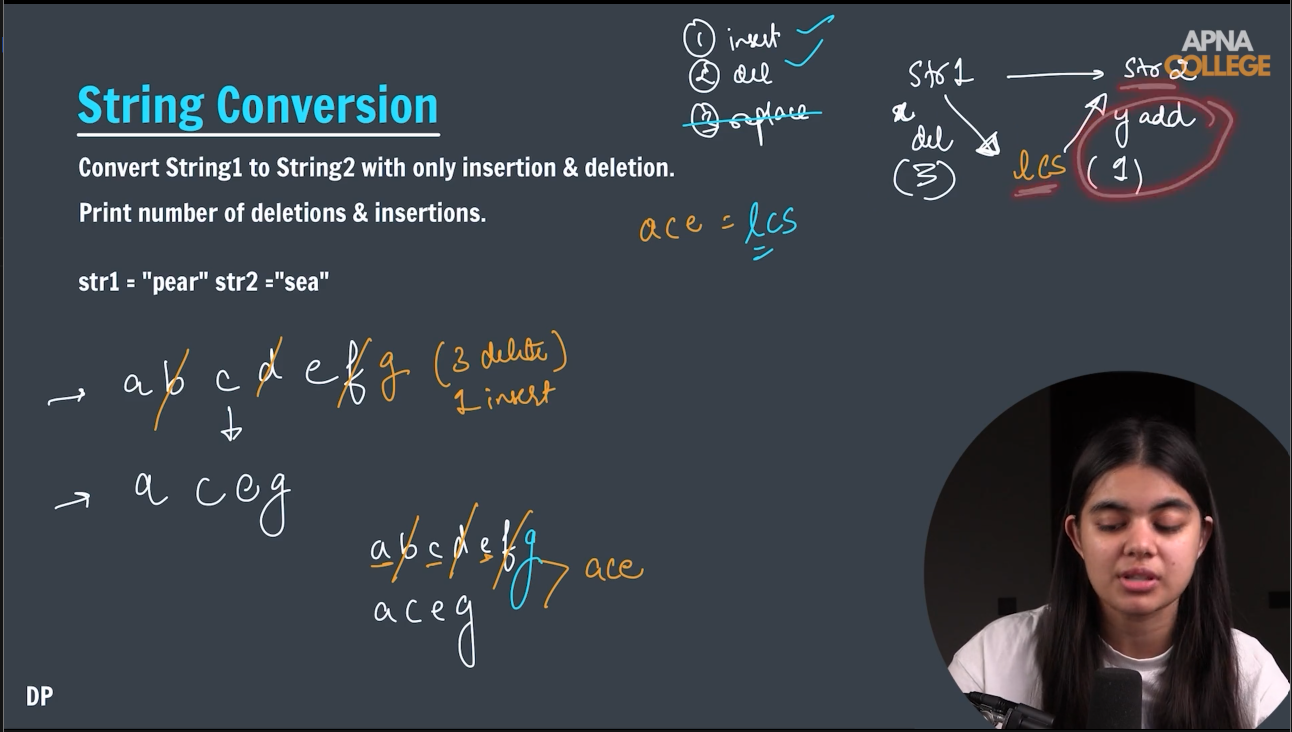 ① insert
② del
③ replace
APNA
COLLEGE
str1 → str2
x del
(3)
lcs
y add
(1)
String Conversion
Convert String1 to String2 with only insertion & deletion.
Print number of deletions & insertions.
ace = lcs
str1 = "pear" str2 ="sea"
→ a b c d e f g (3 delete)
1 insert
→ a c e g
a b c d e f g
a c e g
ace
DP